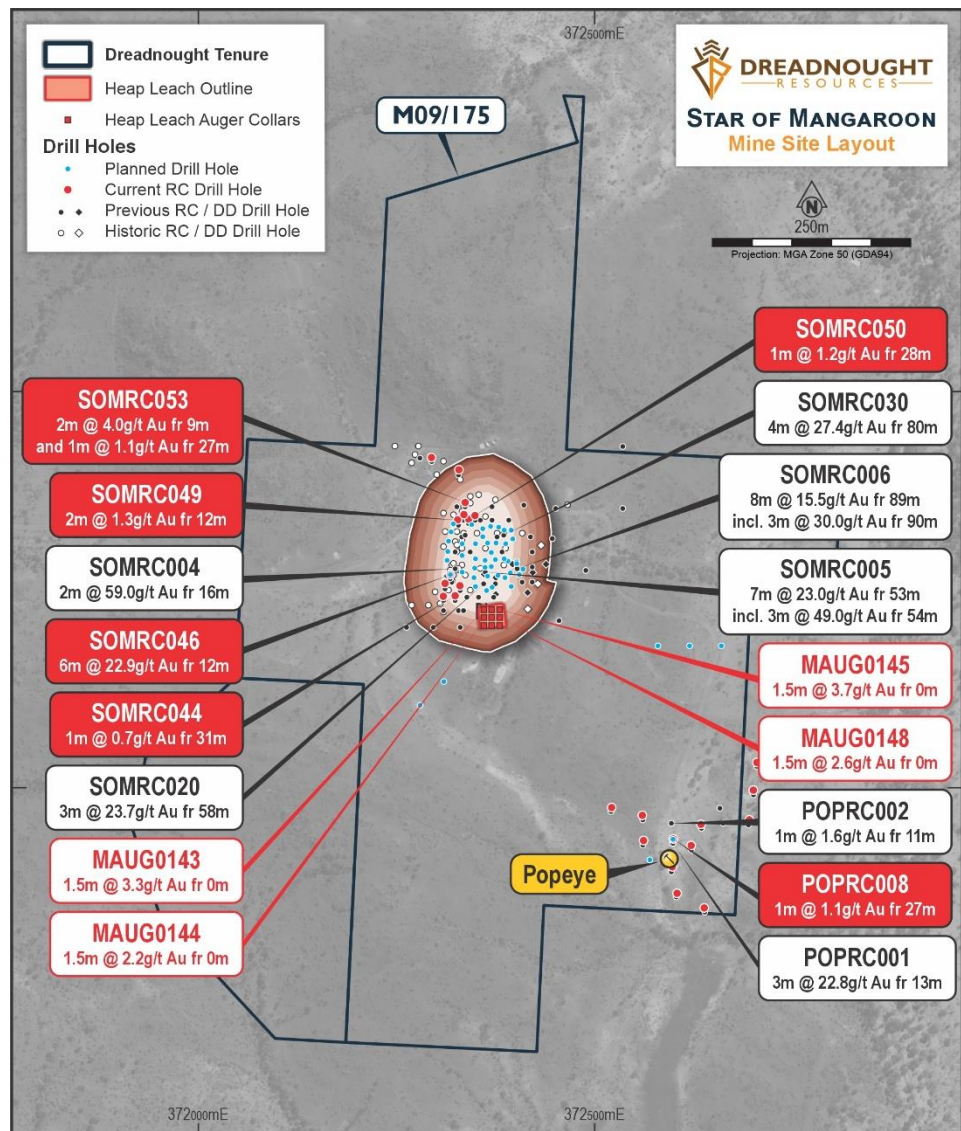 372500mE
Dreadnought Tenure
Heap Leach Outline
Heap Leach Auger Collars
Drill Holes
Planned Drill Hole
Current RC Drill Hole
Previous RC / DD Drill Hole
Historic RC / DD Drill Hole
M09/175
DREADNOUGHT
RESOURCES
STAR OF MANGAROON
Mine Site Layout
N
250m
Projection: MGA Zone 50 (GDA94)
SOMRC053
2m @ 4.0g/t Au fr 9m
and 1m @ 1.1g/t Au fr 27m
SOMRC049
2m @ 1.3g/t Au fr 12m
SOMRC004
2m @ 59.0g/t Au fr 16m
SOMRC046
6m @ 22.9g/t Au fr 12m
SOMRC044
1m @ 0.7g/t Au fr 31m
SOMRC020
3m @ 23.7g/t Au fr 58m
MAUG0143
1.5m @ 3.3g/t Au fr 0m
MAUG0144
1.5m @ 2.2g/t Au fr 0m
SOMRC050
1m @ 1.2g/t Au fr 28m
SOMRC030
4m @ 27.4g/t Au fr 80m
SOMRC006
8m @ 15.5g/t Au fr 89m
incl. 3m @ 30.0g/t Au fr 90m
SOMRC005
7m @ 23.0g/t Au fr 53m
incl. 3m @ 49.0g/t Au fr 54m
MAUG0145
1.5m @ 3.7g/t Au fr 0m
MAUG0148
1.5m @ 2.6g/t Au fr 0m
POPRC002
1m @ 1.6g/t Au fr 11m
Popeye
POPRC008
1m @ 1.1g/t Au fr 27m
POPRC001
3m @ 22.8g/t Au fr 13m
372000mE
372500mE